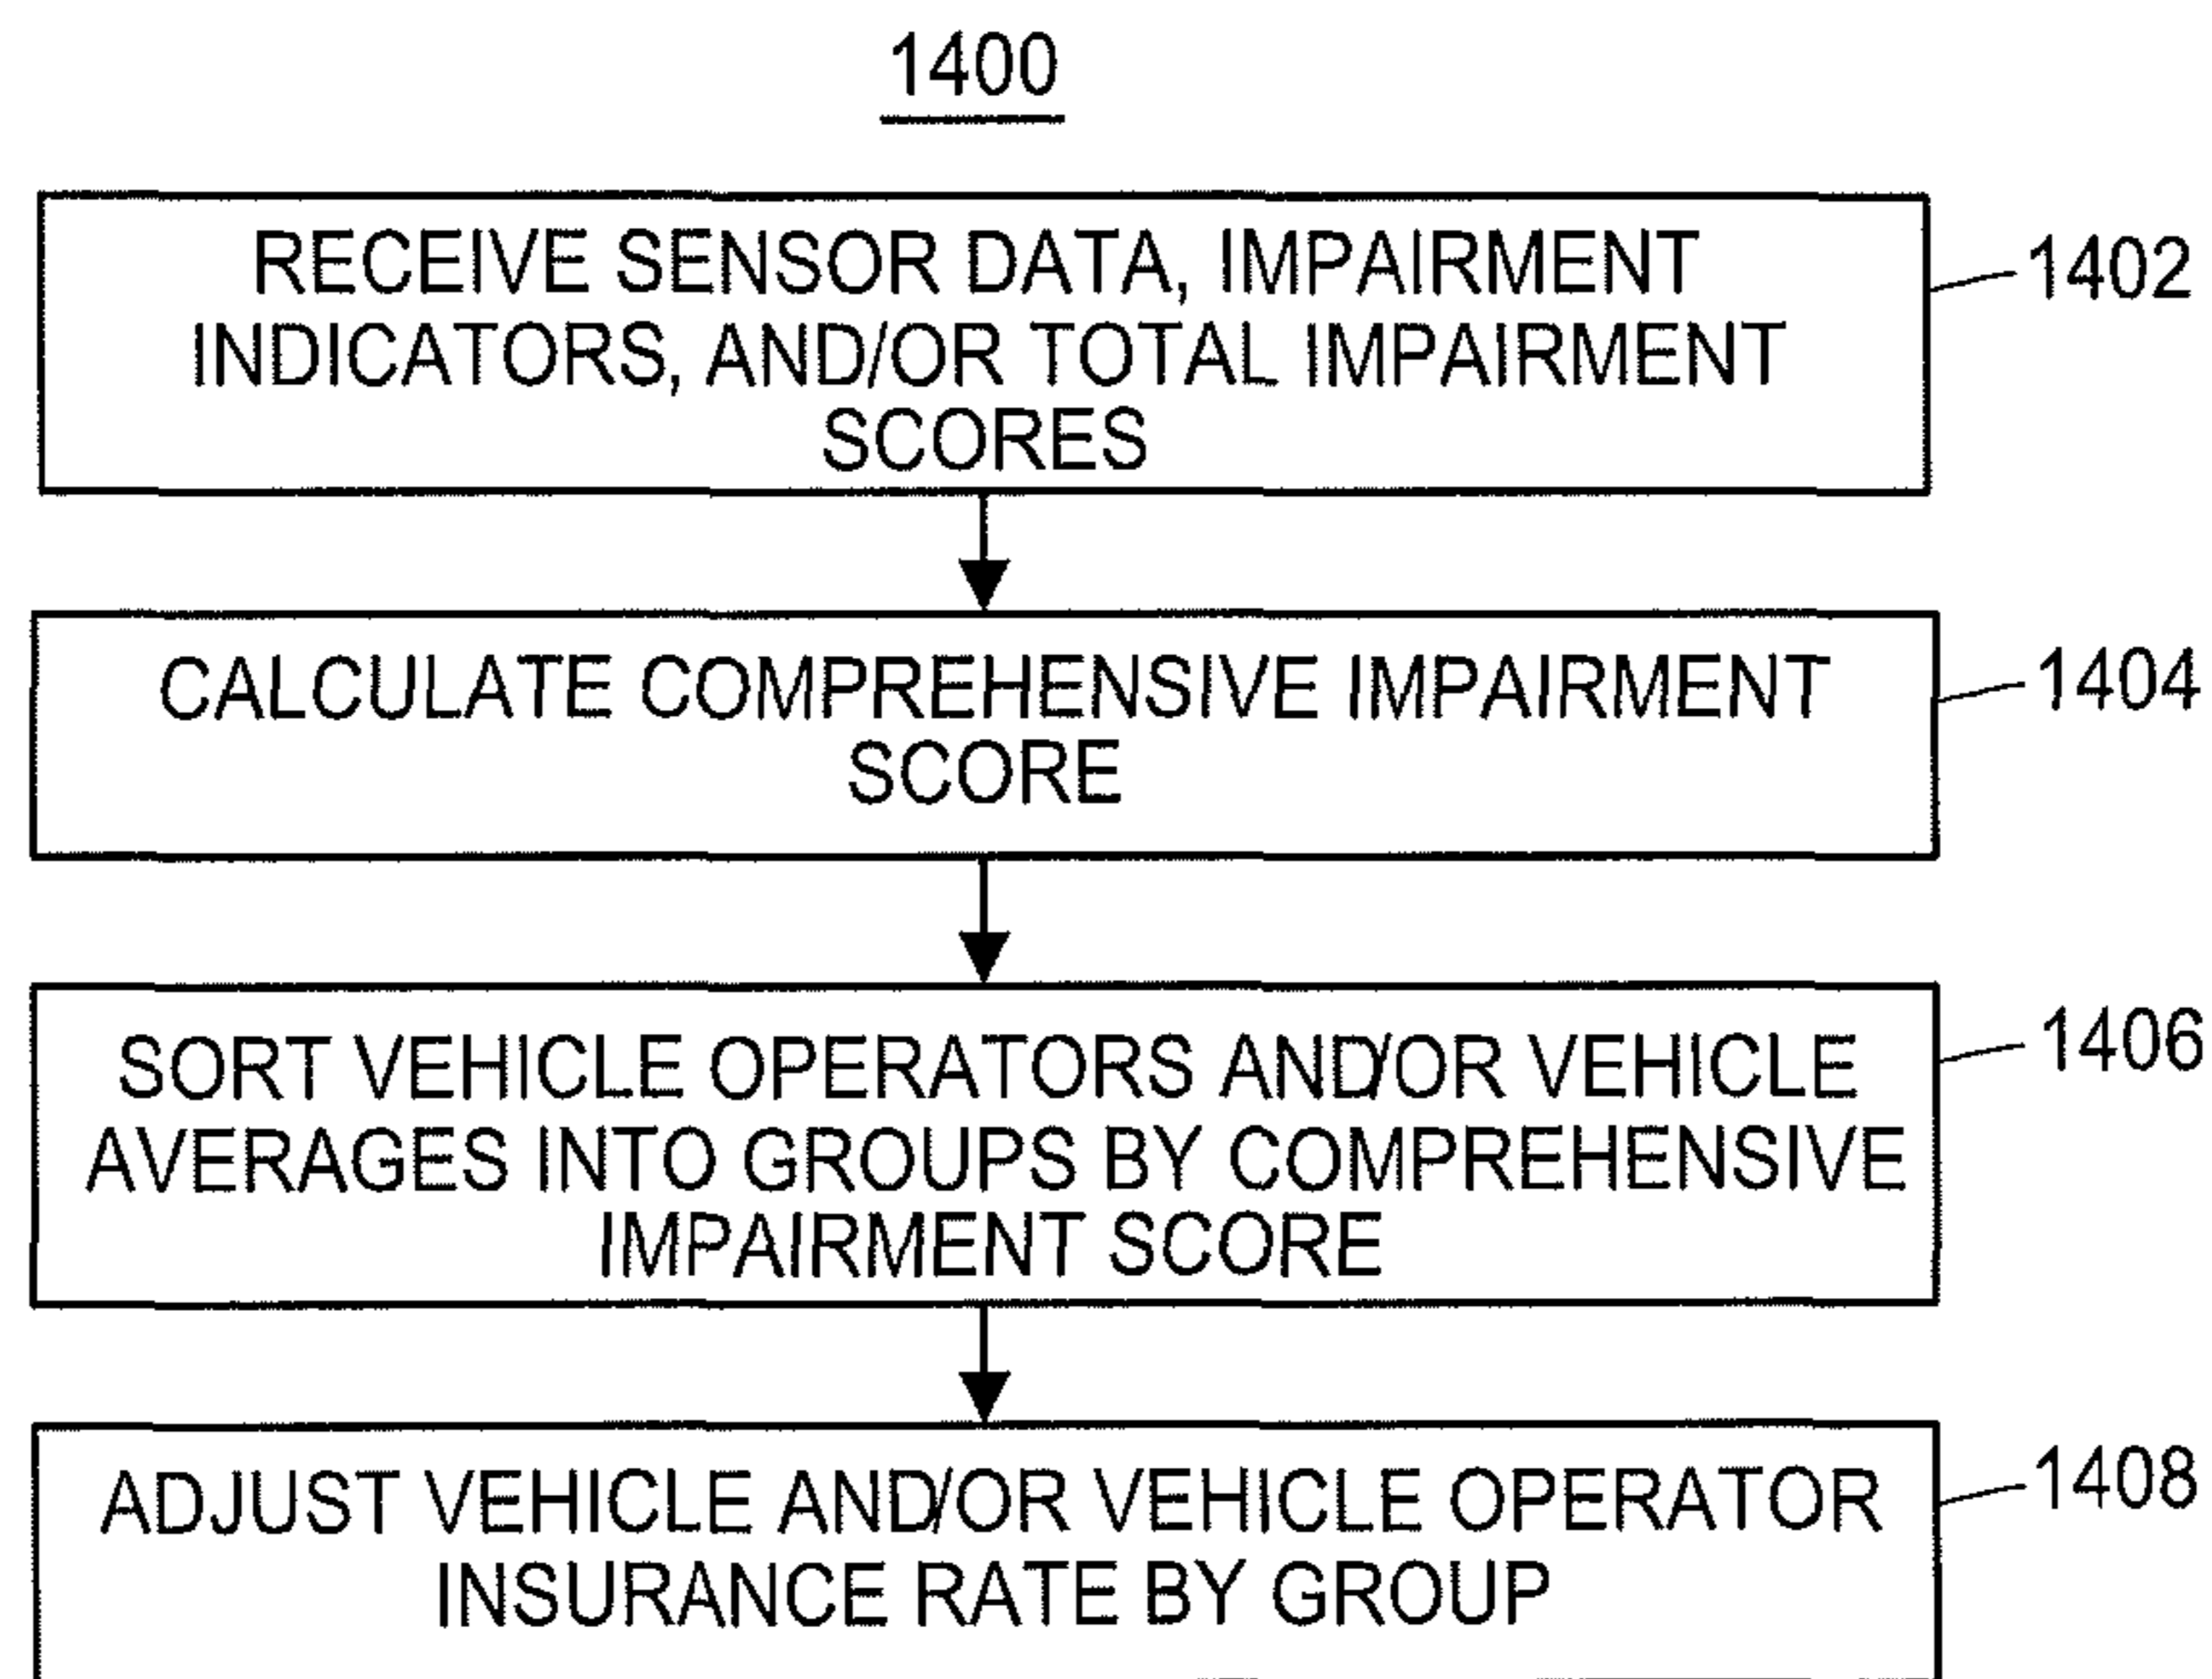 1400
RECEIVE SENSOR DATA, IMPAIRMENT
INDICATORS, AND/OR TOTAL IMPAIRMENT
SCORES
1402
CALCULATE COMPREHENSIVE IMPAIRMENT
SCORE
1404
SORT VEHICLE OPERATORS AND/OR VEHICLE
AVERAGES INTO GROUPS BY COMPREHENSIVE
IMPAIRMENT SCORE
1406
ADJUST VEHICLE AND/OR VEHICLE OPERATOR
INSURANCE RATE BY GROUP
1408